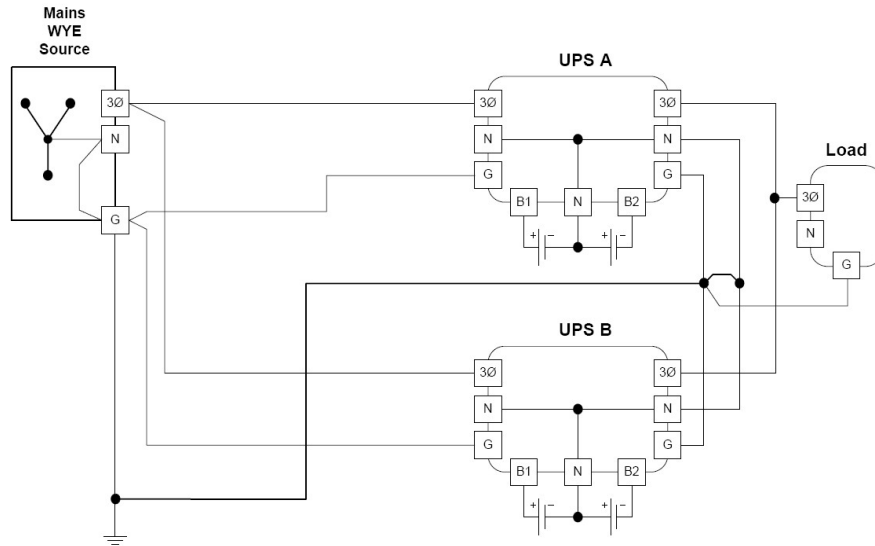 Mains
WYE
Source
3Ø
N
G
UPS A
3Ø
N
G
B1
N
B2
3Ø
N
G
+ −
+ −
Load
3Ø
N
G
UPS B
3Ø
N
G
B1
N
B2
3Ø
N
G
+ −
+ −